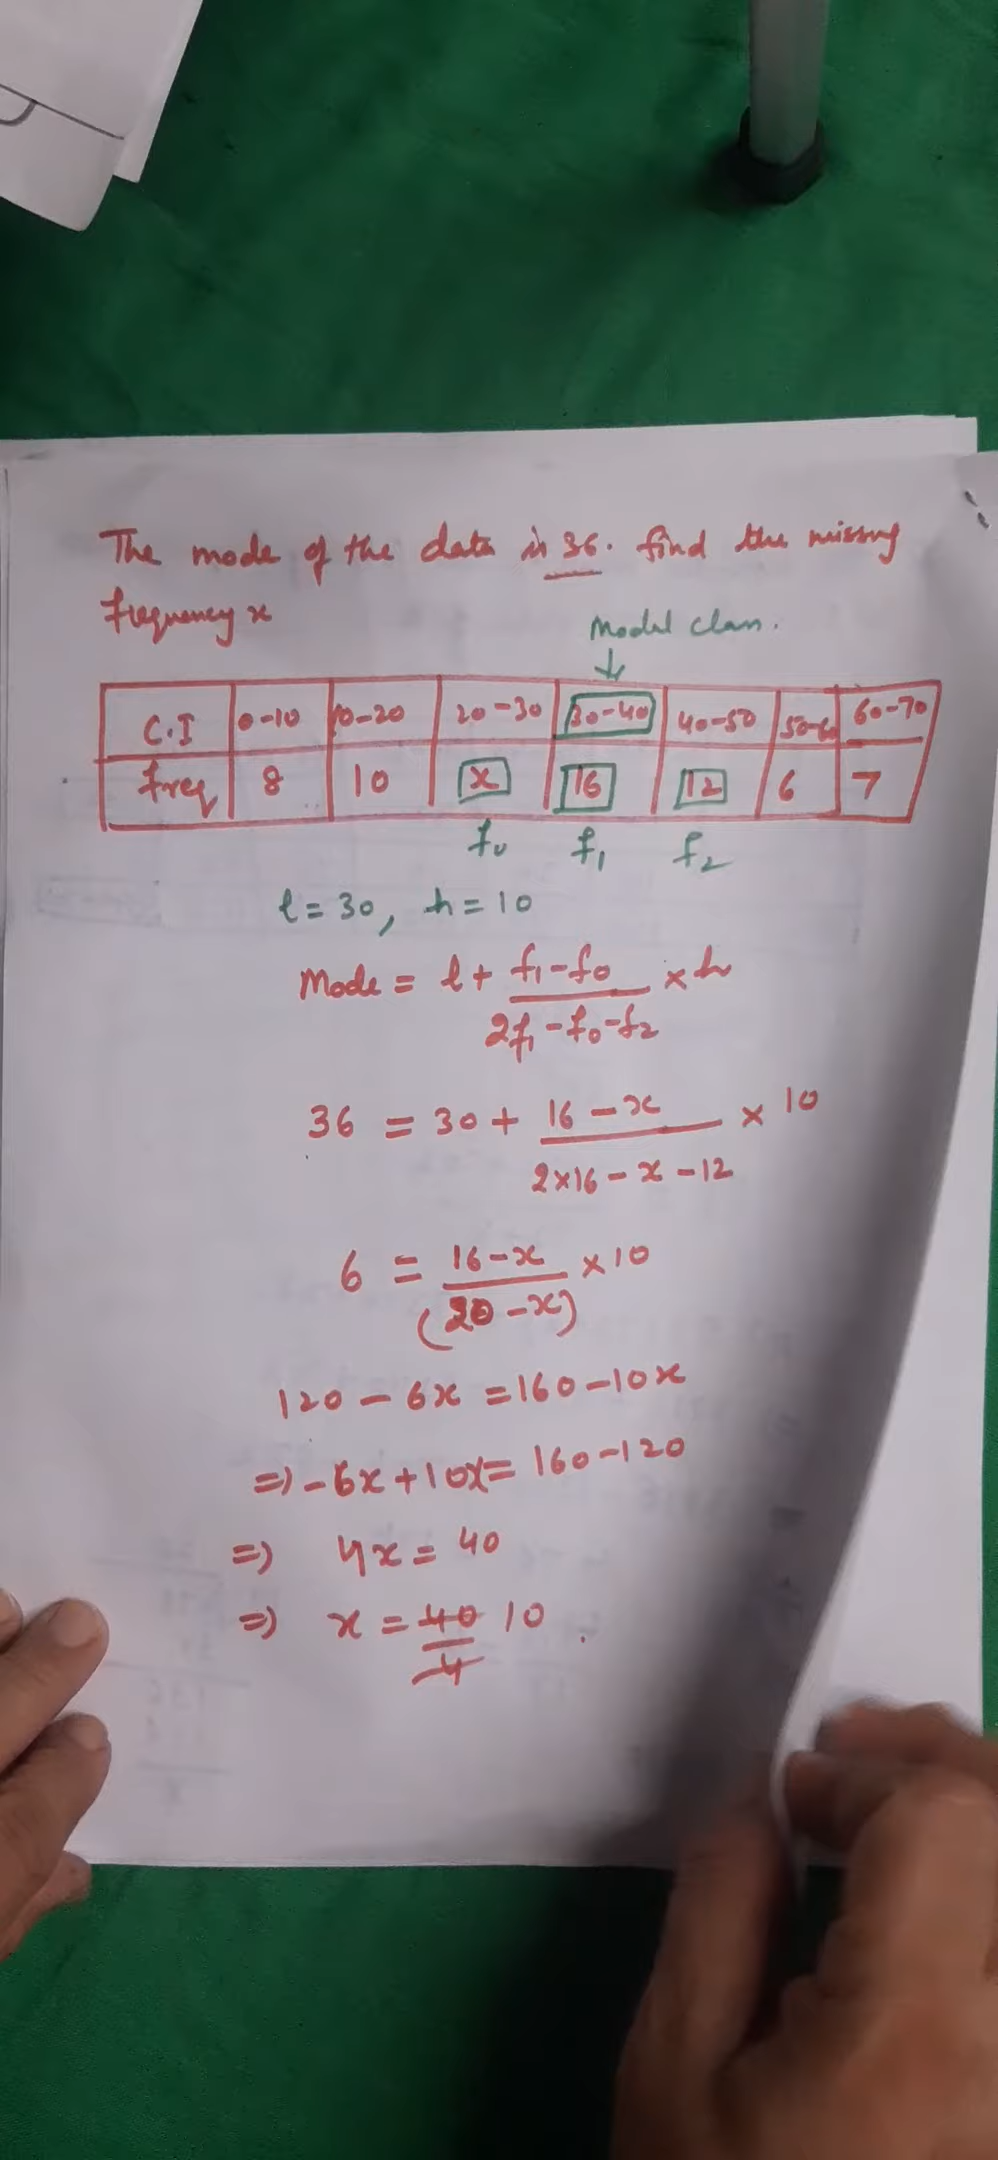 The mode of the data is 36. find the missing
frequency x
Modal class.
↓
C.I 0-10 10-20 20-30 30-40 40-50 50-60 60-70
freq 8 10 x 16 12 6 7
f0 f1 f2
l = 30, h = 10
Mode = l + (f1-f0)/(2f1-f0-f2) × h
36 = 30 + (16-x)/(2×16-x-12) × 10
6 = (16-x)/(20-x) × 10
120 - 6x = 160 - 10x
⇒ -6x + 10x = 160 - 120
⇒ 4x = 40
⇒ x = 40/4 10